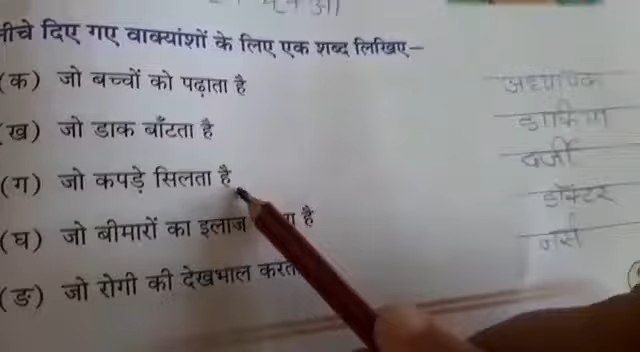 नीचे दिए गए वाक्यांशों के लिए एक शब्द लिखिए—
(क) जो बच्चों को पढ़ाता है अध्यापक
(ख) जो डाक बाँटता है डाकिया
(ग) जो कपड़े सिलता है दर्जी
(घ) जो बीमारों का इलाज है डॉक्टर
(ङ) जो रोगी की देखभाल नर्स